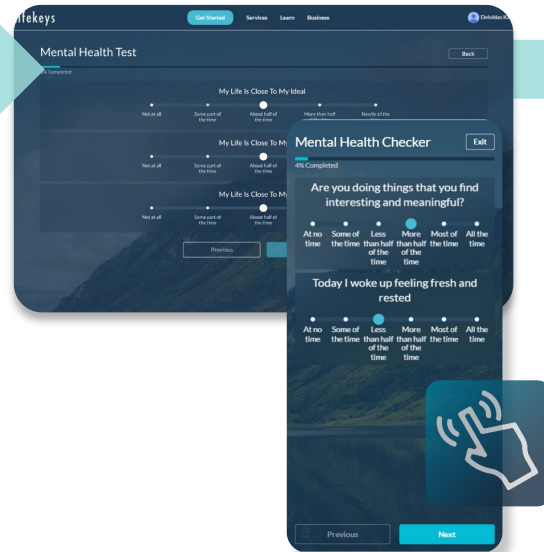 ifekeys
Get Started
Services
Learn
Business
Deividas
Mental Health Test
Back
% Completed
My Life Is Close To My Ideal
Not at all
Some part of
the time
About half of
the time
More than half
Nearly all the
My Life Is Close To My
Not at all
Some part of
the time
About half of
the time
My Life Is Close To My
Not at all
Some part of
the time
About half of
the time
Previous
Mental Health Checker
Exit
4% Completed
Are you doing things that you find
interesting and meaningful?
At no
time
Some of
the time
Less
than half
of the
time
More
than half
of the
time
Most of
the time
All the
time
Today I woke up feeling fresh and
rested
At no
time
Some of
the time
Less
than half
of the
time
More
than half
of the
time
Most of
the time
All the
time
Previous
Next